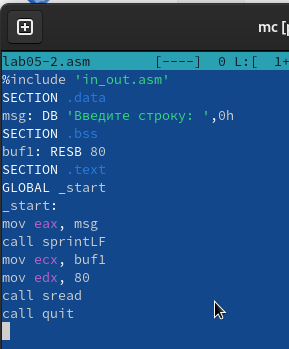 mc [
lab05-2.asm [----] 0 L:[ 1+
%include 'in_out.asm'
SECTION .data
msg: DB 'Введите строку: ',0h
SECTION .bss
buf1: RESB 80
SECTION .text
GLOBAL _start
_start:
mov eax, msg
call sprintLF
mov ecx, buf1
mov edx, 80
call sread
call quit